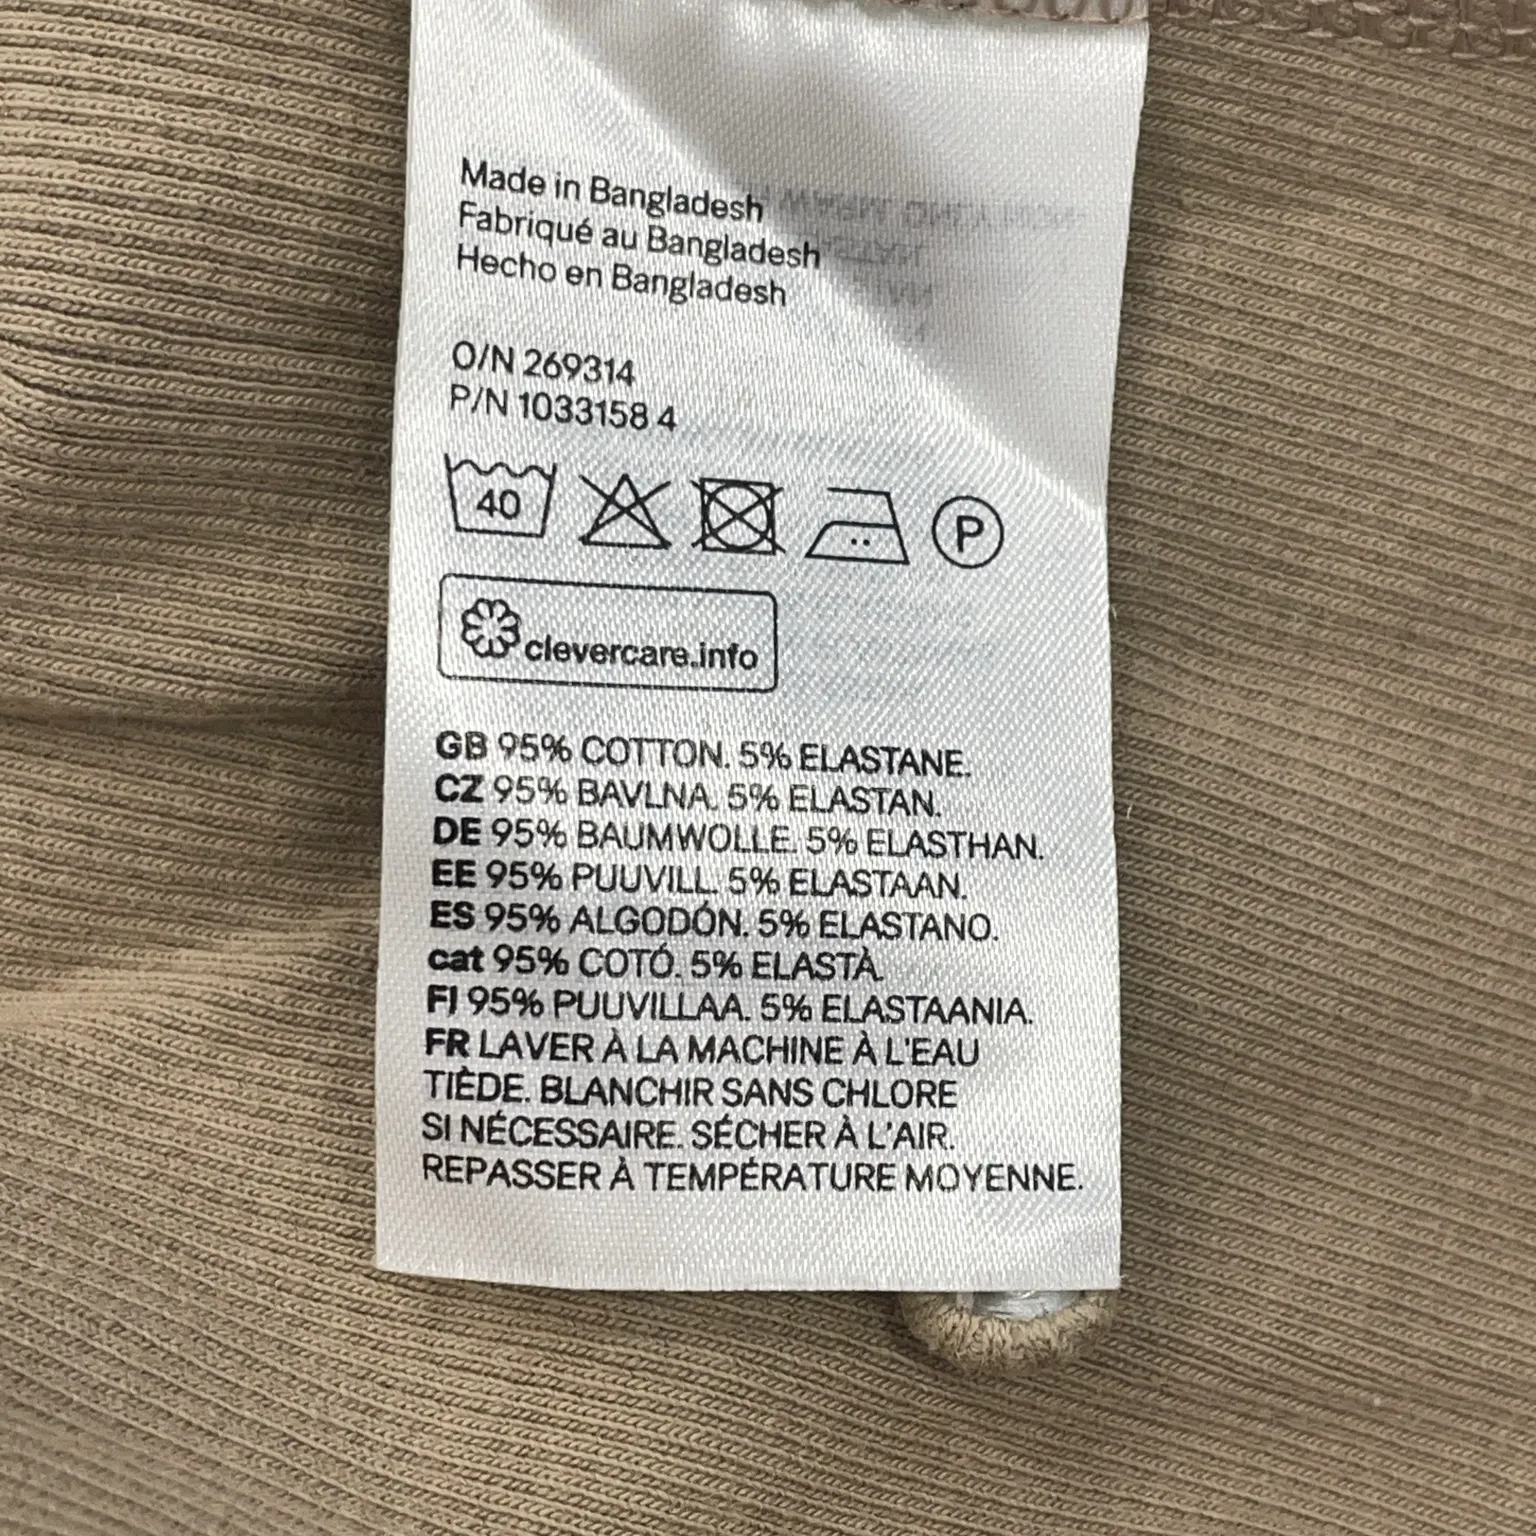 Made in Bangladesh
Fabriqué au Bangladesh
Hecho en Bangladesh
O/N 269314
P/N 1033158 4
40
P
clevercare.info
GB 95% COTTON. 5% ELASTANE.
CZ 95% BAVLNA. 5% ELASTAN.
DE 95% BAUMWOLLE. 5% ELASTHAN.
EE 95% PUUVILL. 5% ELASTAAN.
ES 95% ALGODÓN. 5% ELASTANO.
cat 95% COTÓ. 5% ELASTÀ.
FI 95% PUUVILLAA. 5% ELASTAANIA.
FR LAVER À LA MACHINE À L'EAU
TIÈDE. BLANCHIR SANS CHLORE
SI NÉCESSAIRE. SÉCHER À L'AIR.
REPASSER À TEMPÉRATURE MOYENNE.